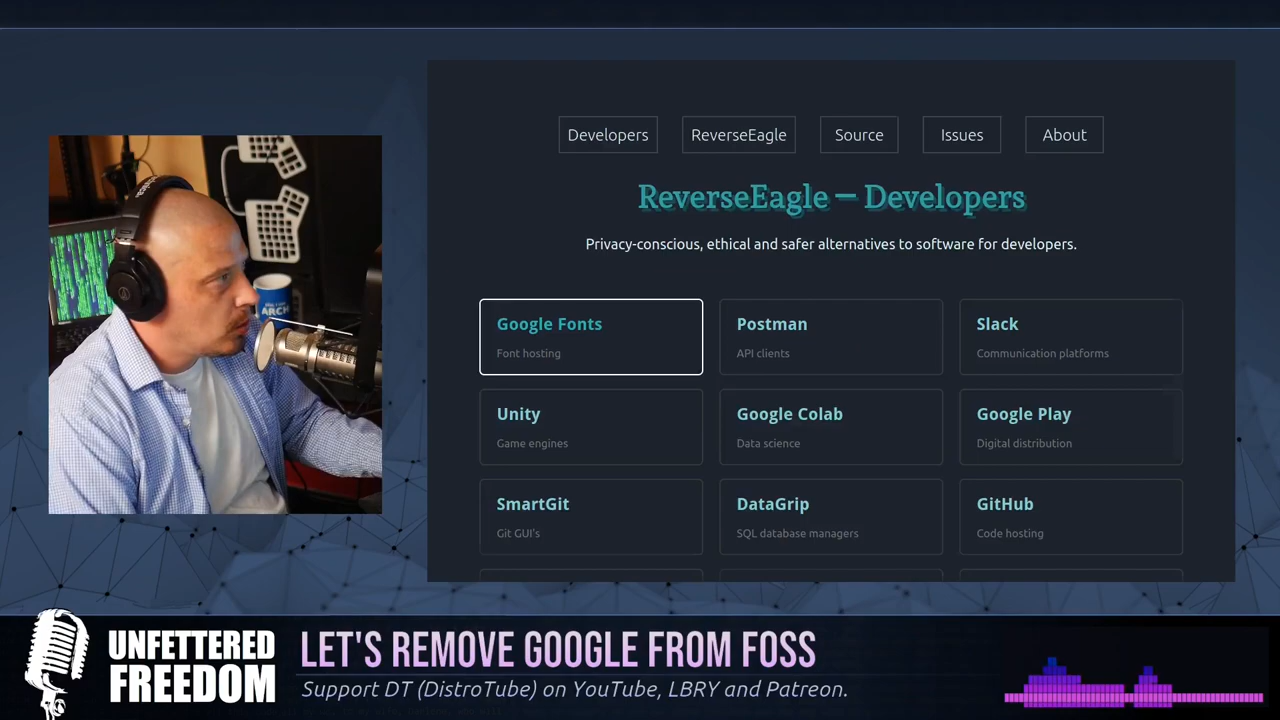 Developers
ReverseEagle
Source
Issues
About
ReverseEagle — Developers
Privacy-conscious, ethical and safer alternatives to software for developers.
Google Fonts
Font hosting
Postman
API clients
Slack
Communication platforms
Unity
Game engines
Google Colab
Data science
Google Play
Digital distribution
SmartGit
Git GUI's
DataGrip
SQL database managers
GitHub
Code hosting
ARCH
UNFETTERED
FREEDOM
LET'S REMOVE GOOGLE FROM FOSS
Support DT (DistroTube) on YouTube, LBRY and Patreon.